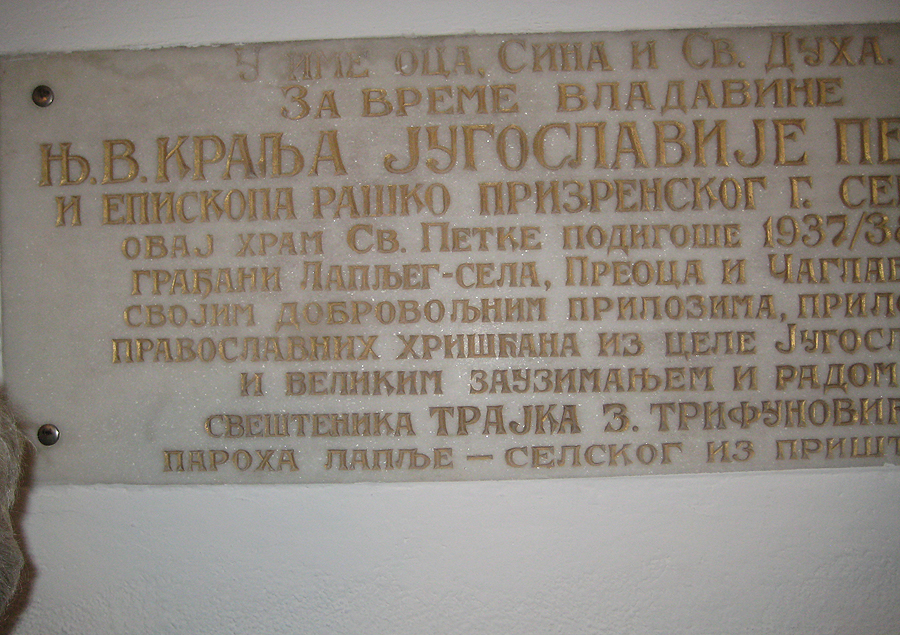 У име Оца, Сина и Св. Духа.
ЗА ВРЕМЕ ВЛАДАВИНЕ
Њ.В. КРАЉА ЈУГОСЛАВИЈЕ
И ЕПИСКОПА РАШКО ПРИЗРЕНСКОГ Г.
ОВАЈ ХРАМ Св. Петке ПОДИГОШЕ
ГРАЂАНИ Лапљег-села, Преоца и
СВОЈИМ ДОБРОВОЉНИМ ПРИЛОЗИМА,
ПРАВОСЛАВНИХ ХРИШЋАНА ИЗ ЦЕЛЕ
И ВЕЛИКИМ ЗАУЗИМАЊЕМ И РАДОМ
СВЕШТЕНИКА ТРАЈКА З.
ПАРОХА ЛАПЉЕ – СЕЛСКОГ ИЗ